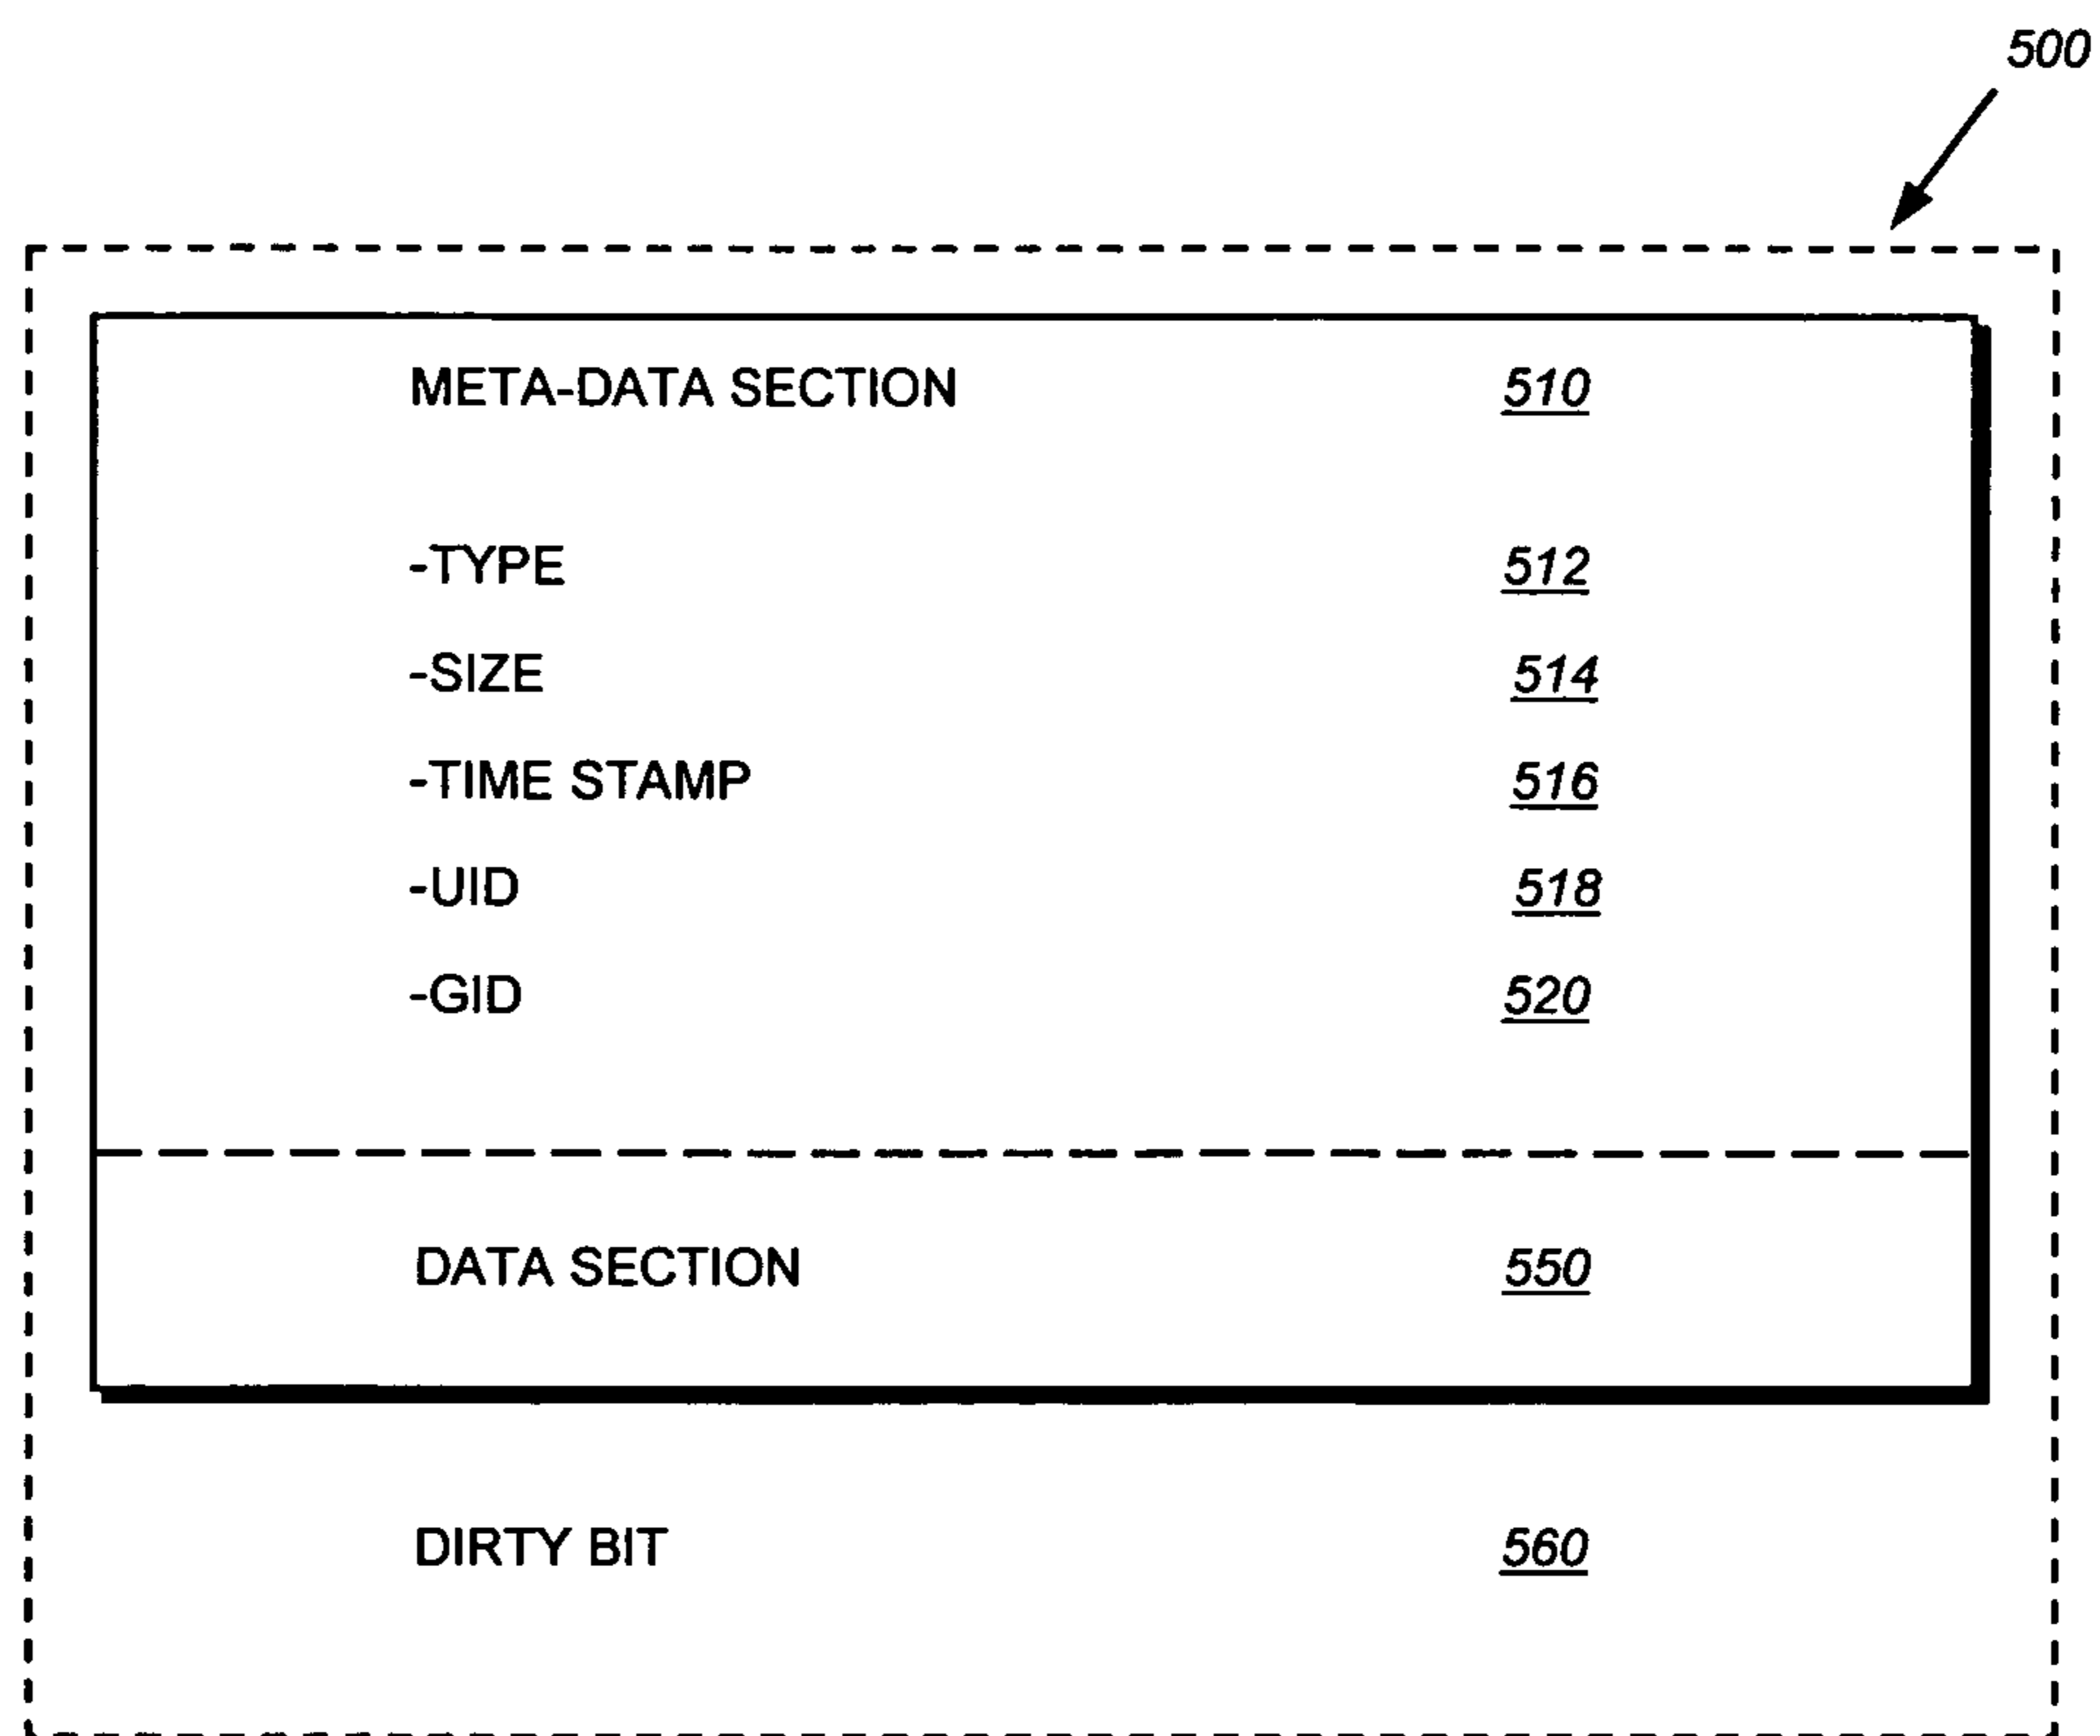 500
META-DATA SECTION 510
-TYPE 512
-SIZE 514
-TIME STAMP 516
-UID 518
-GID 520
DATA SECTION 550
DIRTY BIT 560